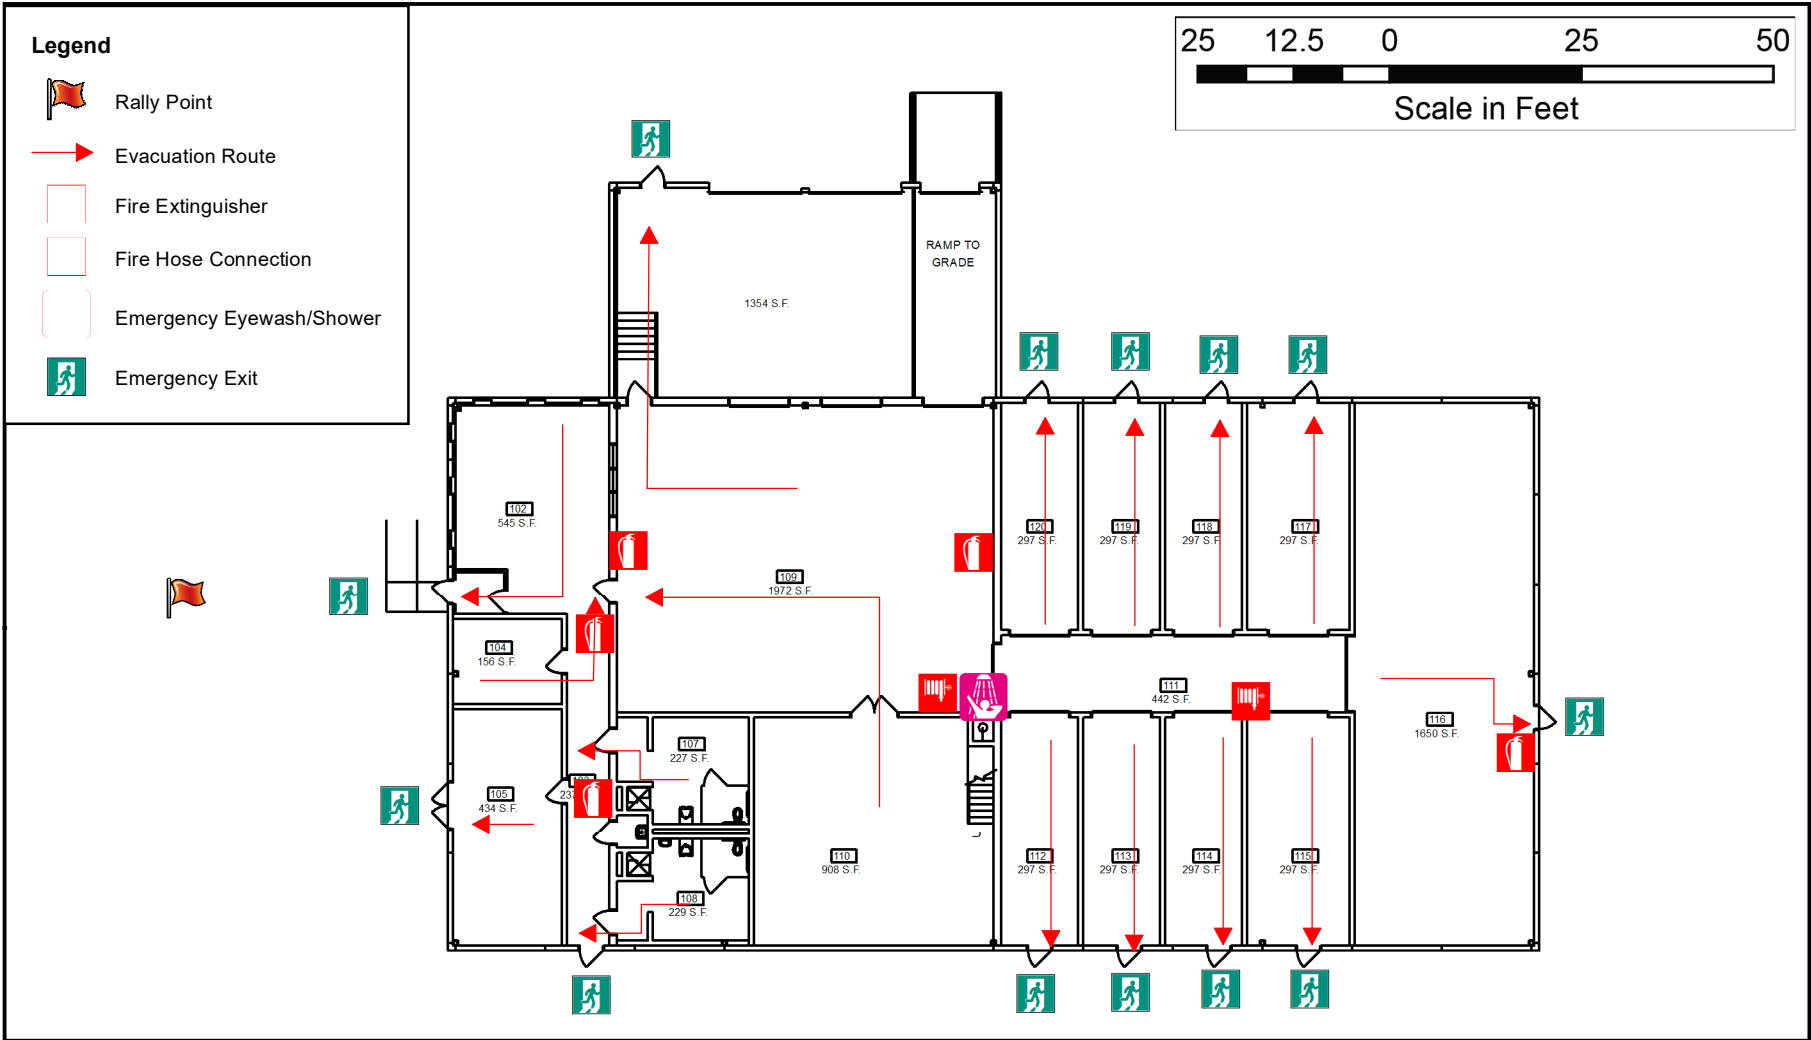 Legend
Rally Point
Evacuation Route
Fire Extinguisher
Fire Hose Connection
Emergency Eyewash/Shower
Emergency Exit
25 12.5 0 25 50
Scale in Feet
RAMP TO
GRADE
1354 S.F.
102
545 S.F.
120
297 S.F.
119
297 S.F.
118
297 S.F.
117
297 S.F.
109
1972 S.F.
104
156 S.F.
111
442 S.F.
116
1650 S.F.
107
227 S.F.
105
434 S.F.
110
908 S.F.
112
297 S.F.
113
297 S.F.
114
297 S.F.
115
297 S.F.
108
229 S.F.